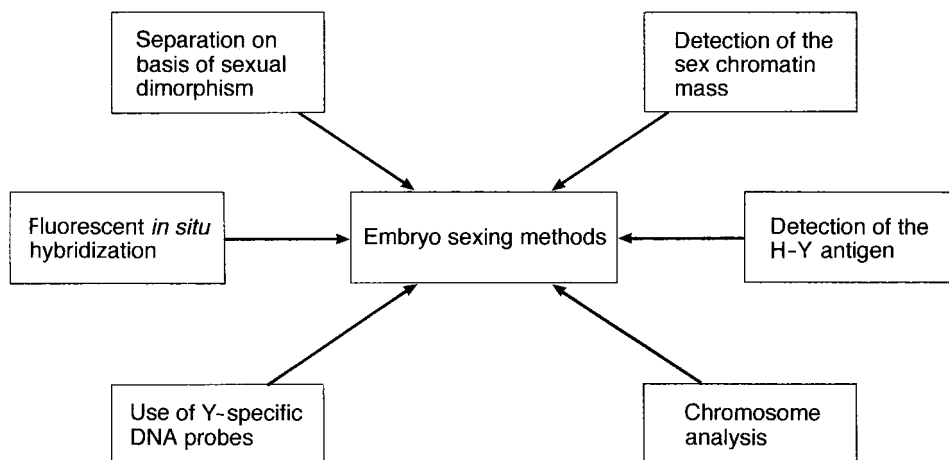 Separation on
basis of sexual
dimorphism
Detection of the
sex chromatin
mass
Fluorescent in situ
hybridization
Embryo sexing methods
Detection of the
H-Y antigen
Use of Y-specific
DNA probes
Chromosome
analysis